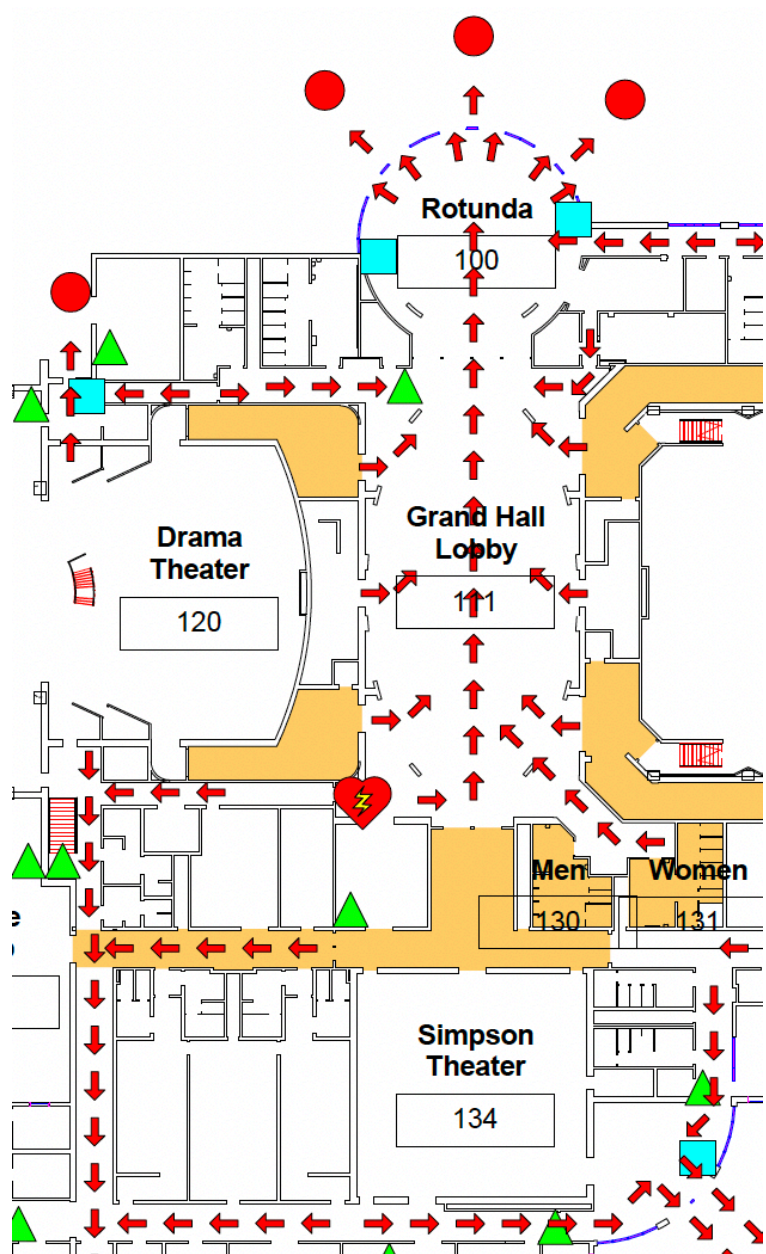 Rotunda
100
Grand Hall
Lobby
111
Drama
Theater
120
Men
130
Women
131
e
Simpson
Theater
134